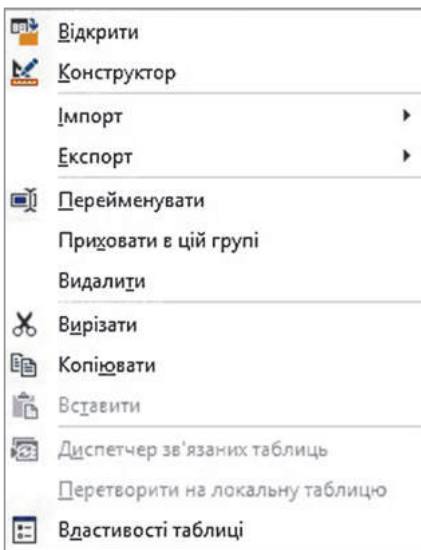 Відкрити
Конструктор
Імпорт
Експорт
Перейменувати
Приховати в цій групі
Видалити
Вирізати
Копіювати
Вставити
Диспетчер зв'язаних таблиць
Перетворити на локальну таблицю
Властивості таблиці